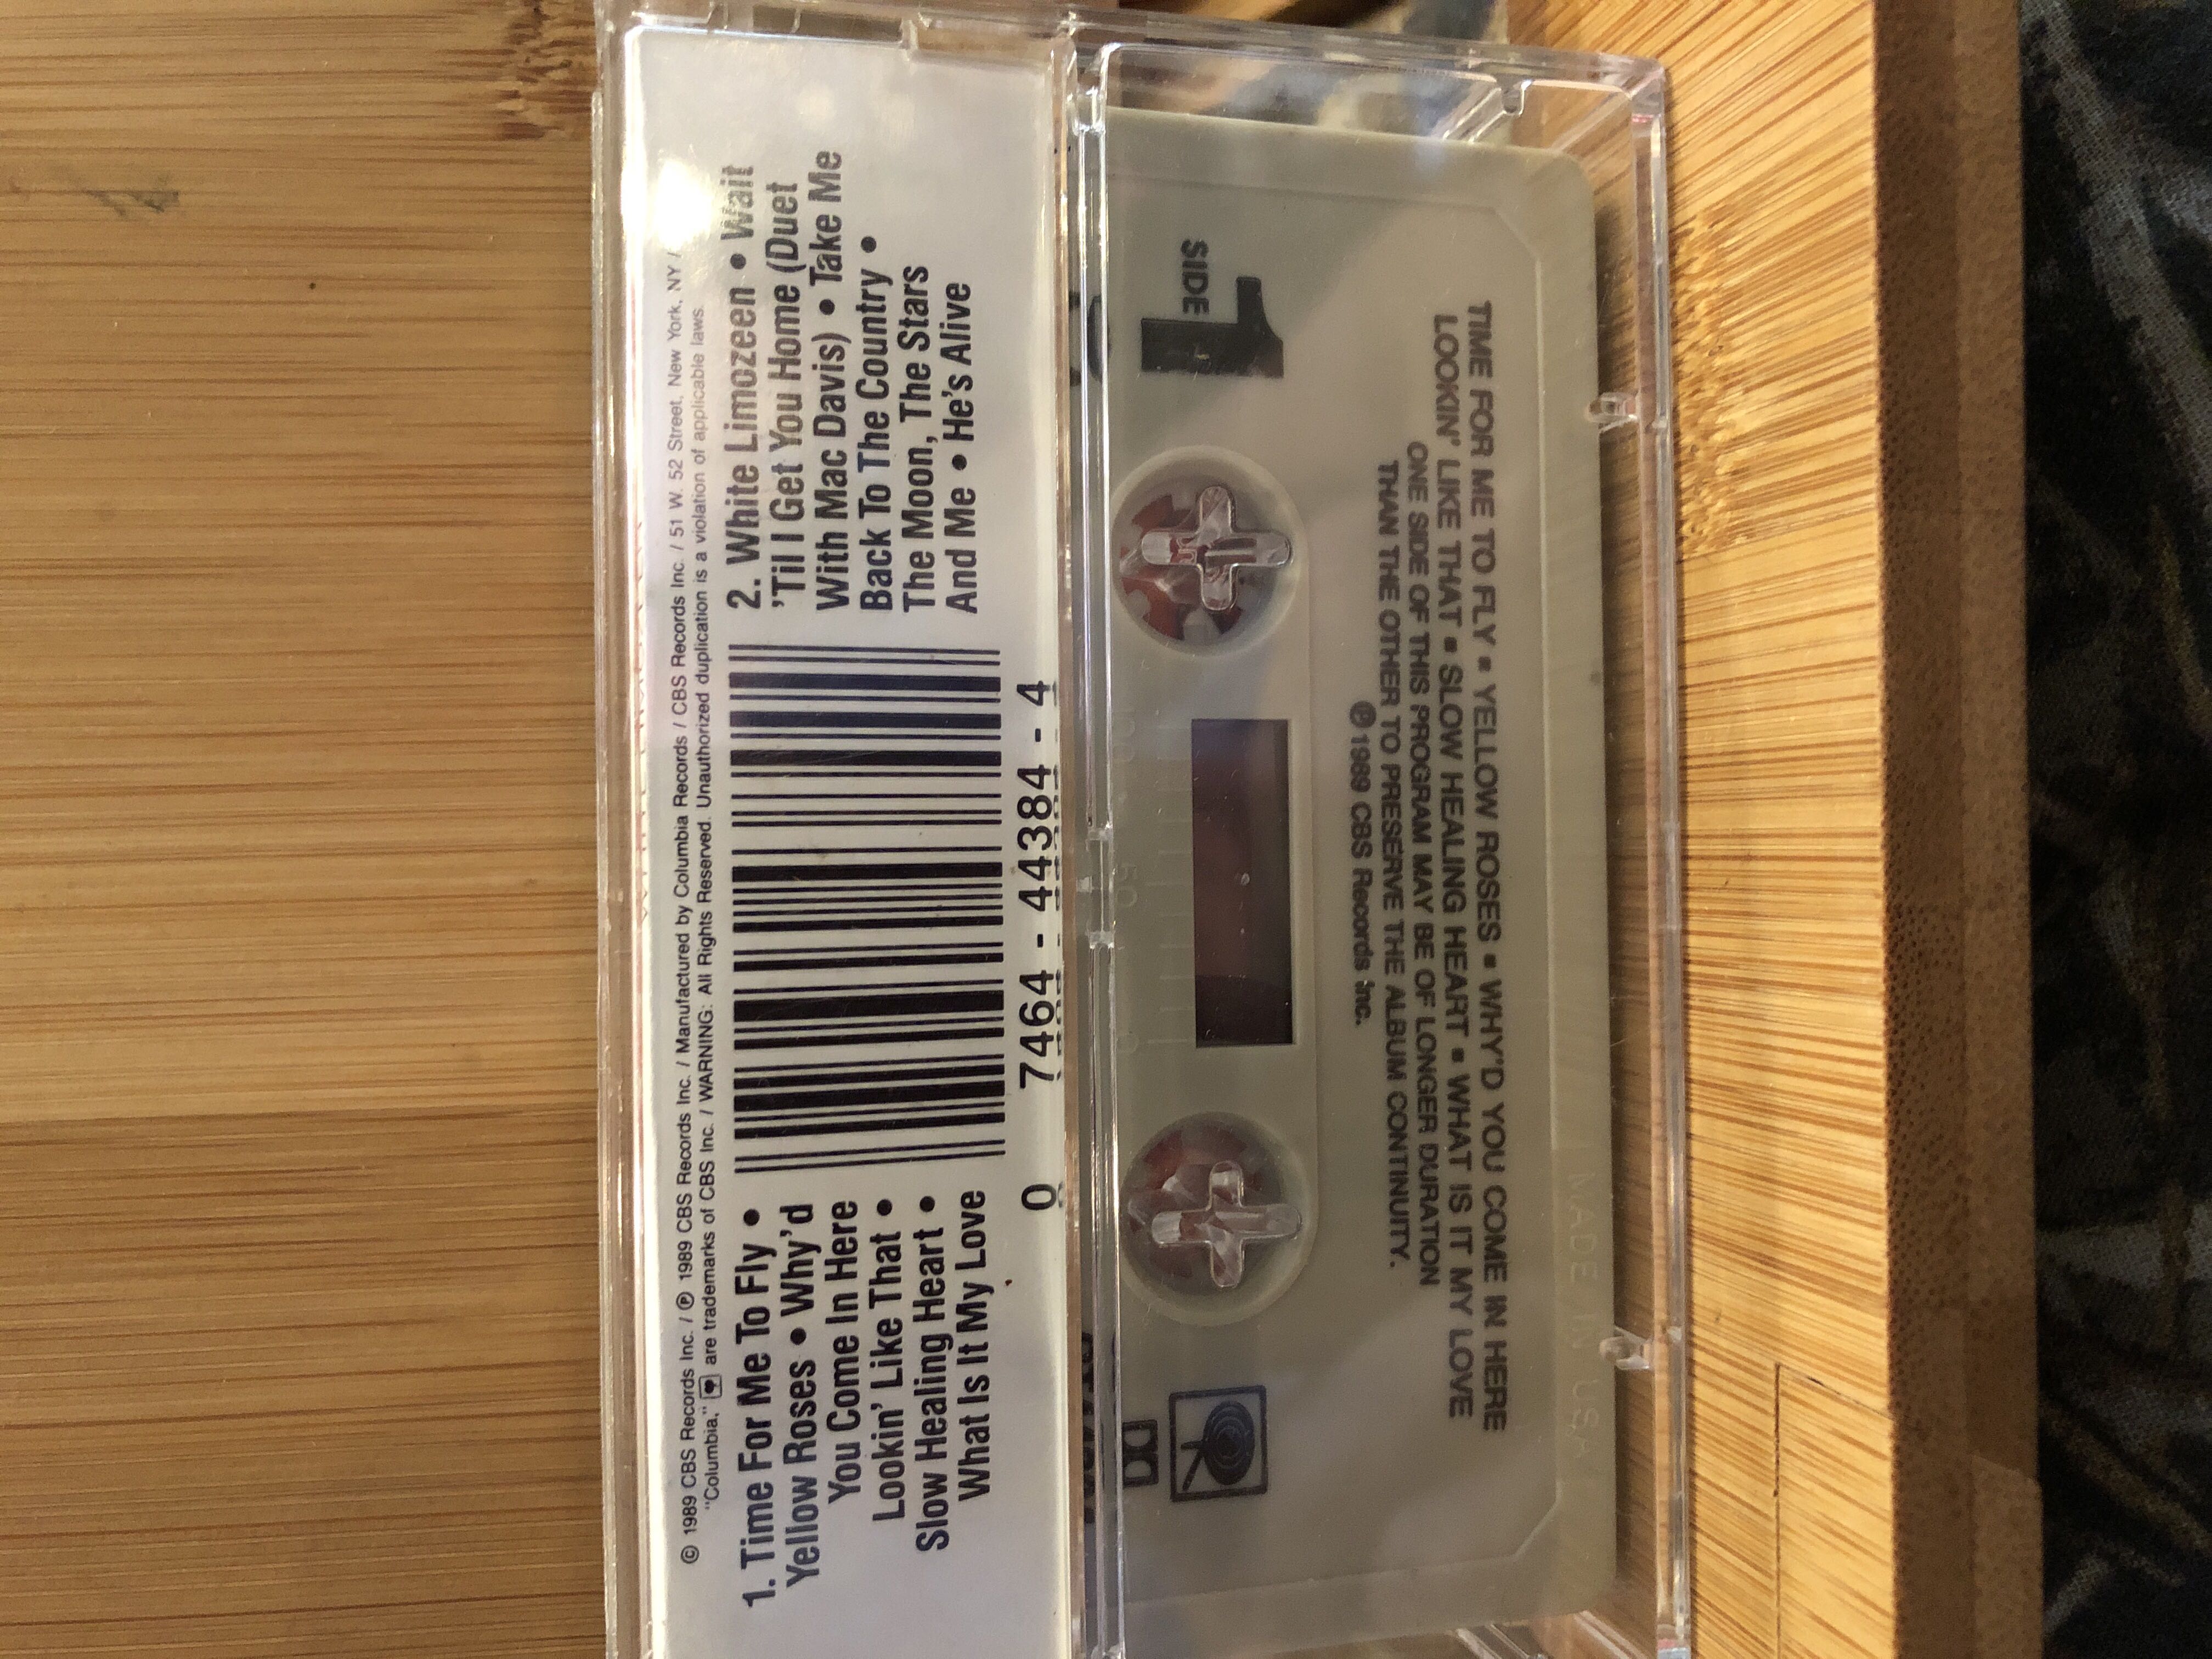 © 1989 CBS Records Inc. / ℗ 1989 CBS Records Inc. / Manufactured by Columbia Records / CBS Records Inc. / 51 W. 52 Street, New York, NY /
"Columbia," are trademarks of CBS Inc. / WARNING: All Rights Reserved. Unauthorized duplication is a violation of applicable laws.
1. Time For Me To Fly •
Yellow Roses • Why'd
You Come In Here
Lookin' Like That •
Slow Healing Heart •
What Is It My Love
0 7464 - 44384 - 4
2. White Limozeen • Wait
'Till I Get You Home (Duet
With Mac Davis) • Take Me
Back To The Country •
The Moon, The Stars
And Me • He's Alive
SIDE
1
TIME FOR ME TO FLY ▪ YELLOW ROSES ▪ WHY'D YOU COME IN HERE
LOOKIN' LIKE THAT ▪ SLOW HEALING HEART ▪ WHAT IS IT MY LOVE
ONE SIDE OF THIS PROGRAM MAY BE OF LONGER DURATION
THAN THE OTHER TO PRESERVE THE ALBUM CONTINUITY.
℗ 1989 CBS Records Inc.
MADE IN USA